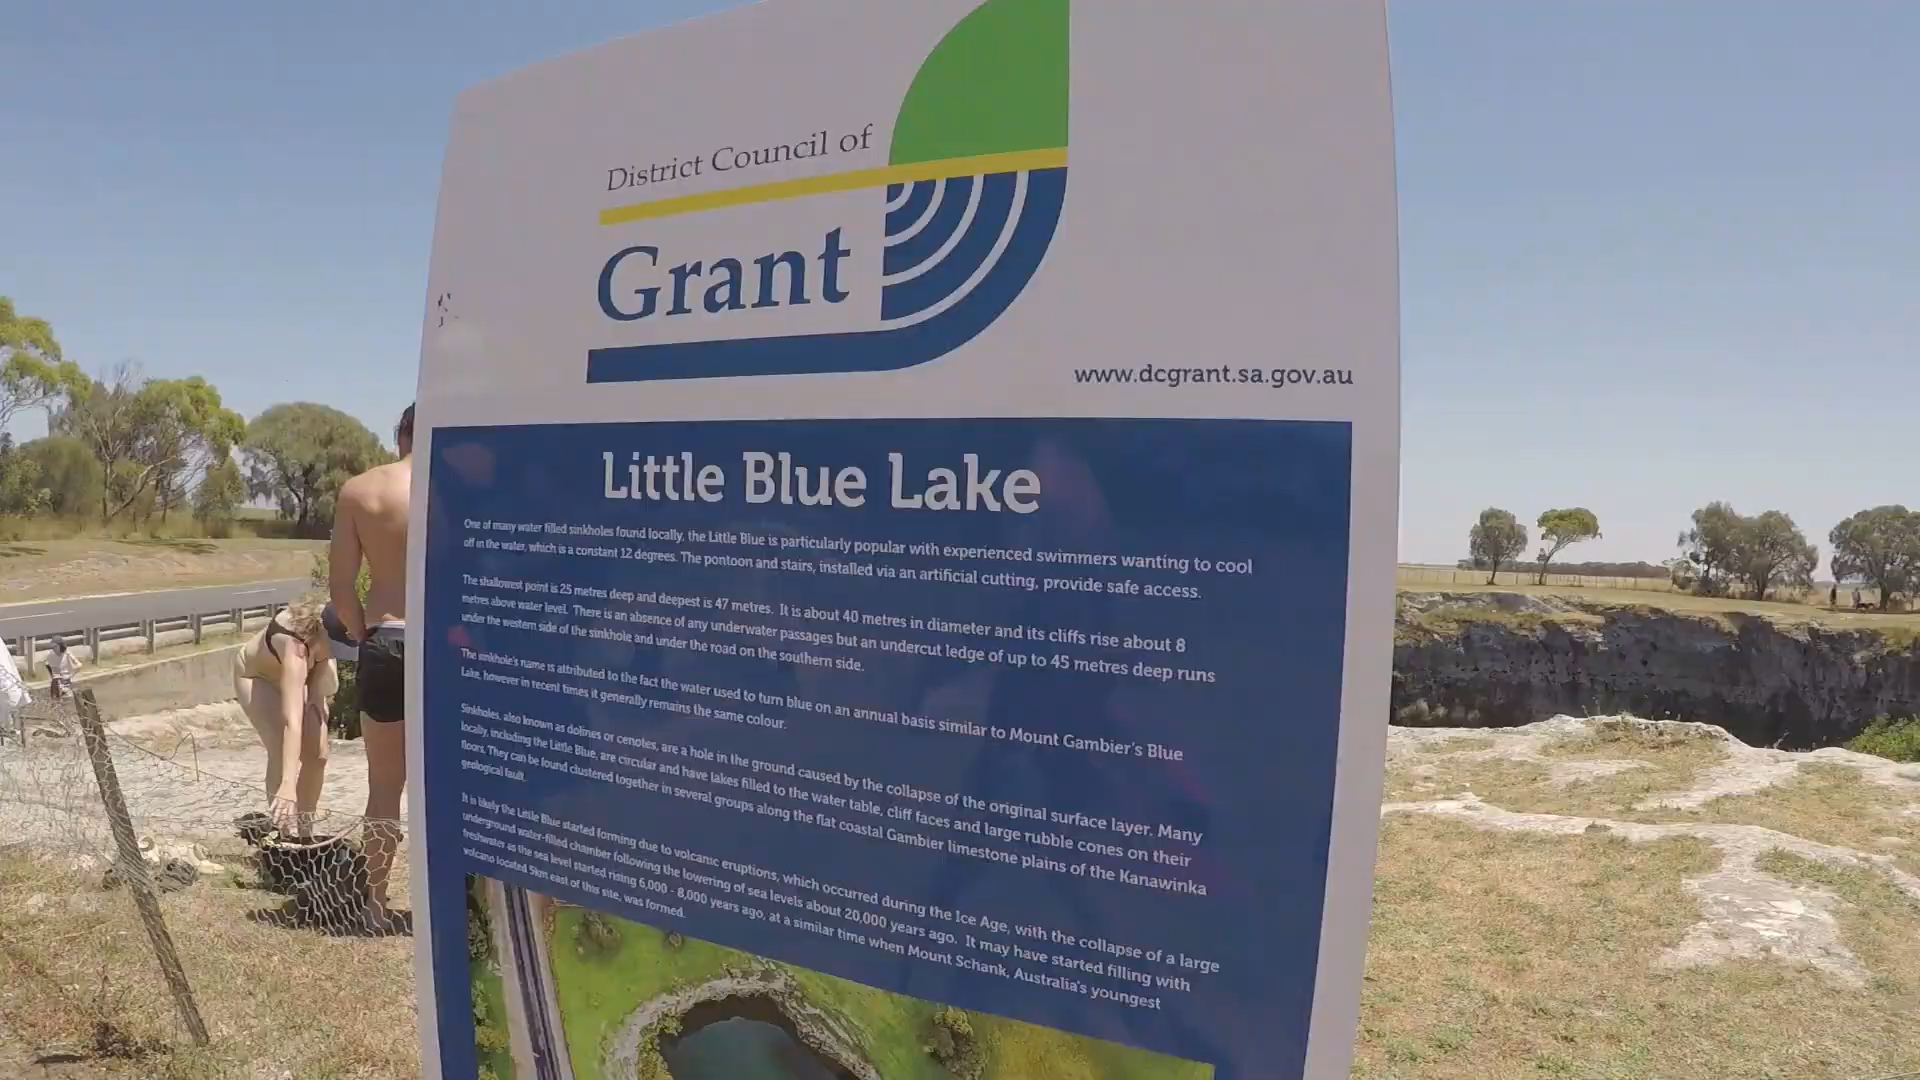 District Council of
Grant
www.dcgrant.sa.gov.au
Little Blue Lake
One of many water filled sinkholes found locally, the Little Blue is particularly popular with experienced swimmers wanting to cool
off in the water, which is a constant 12 degrees. The pontoon and stairs, installed via an artificial cutting, provide safe access.
The shallowest point is 25 metres deep and deepest is 47 metres. It is about 40 metres in diameter and its cliffs rise about 8
metres above water level. There is an absence of any underwater passages but an undercut ledge of up to 45 metres deep runs
under the western side of the sinkhole and under the road on the southern side.
The sinkhole's name is attributed to the fact the water used to turn blue on an annual basis similar to Mount Gambier's Blue
Lake, however in recent times it generally remains the same colour.
Sinkholes, also known as dolines or cenotes, are a hole in the ground caused by the collapse of the original surface layer. Many
locally, including the Little Blue, are circular and have lakes filled to the water table, cliff faces and large rubble cones on their
floors. They can be found clustered together in several groups along the flat coastal Gambier limestone plains of the Kanawinka
geological fault.
It is likely the Little Blue started forming due to volcanic eruptions, which occurred during the Ice Age, with the collapse of a large
underground water-filled chamber following the lowering of sea levels about 20,000 years ago. It may have started filling with
freshwater as the sea level started rising 6,000 - 8,000 years ago, at a similar time when Mount Schank, Australia's youngest
volcano located 5km east of this site, was formed.